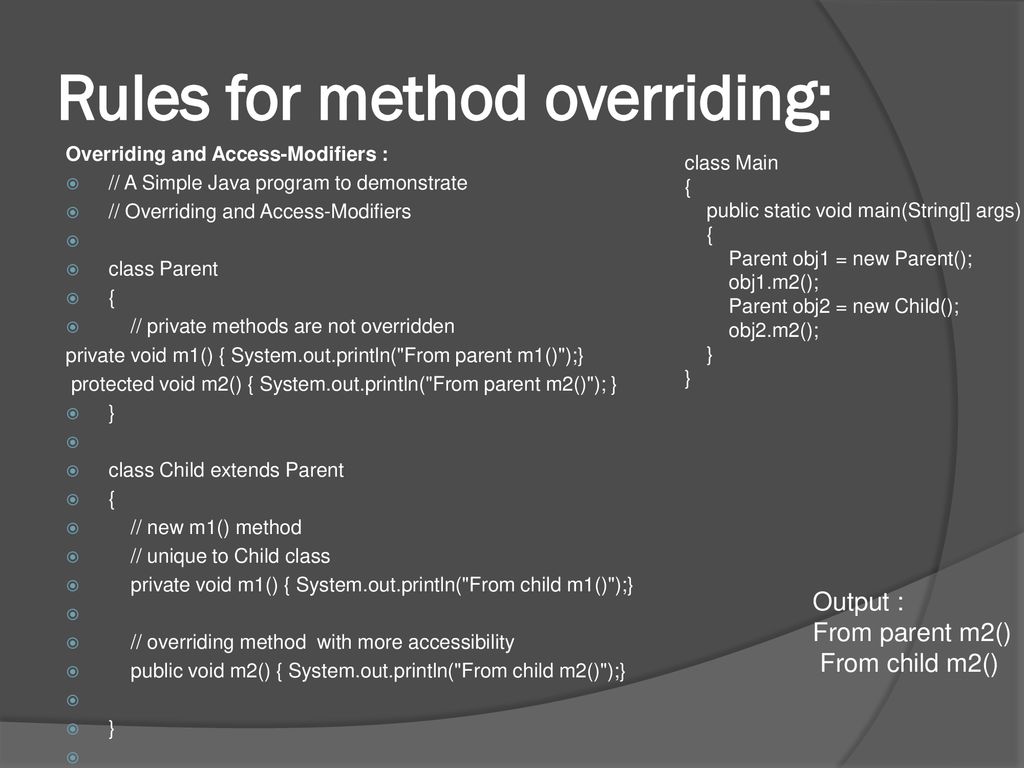 Rules for method overriding:
Overriding and Access-Modifiers :
// A Simple Java program to demonstrate
// Overriding and Access-Modifiers
class Parent
{
// private methods are not overridden
private void m1() { System.out.println("From parent m1()");}
protected void m2() { System.out.println("From parent m2()"); }
}
class Child extends Parent
{
// new m1() method
// unique to Child class
private void m1() { System.out.println("From child m1()");}
// overriding method  with more accessibility
public void m2() { System.out.println("From child m2()");}
}
class Main
{
public static void main(String[] args)
{
Parent obj1 = new Parent();
obj1.m2();
Parent obj2 = new Child();
obj2.m2();
}
}
Output :
From parent m2()
From child m2()